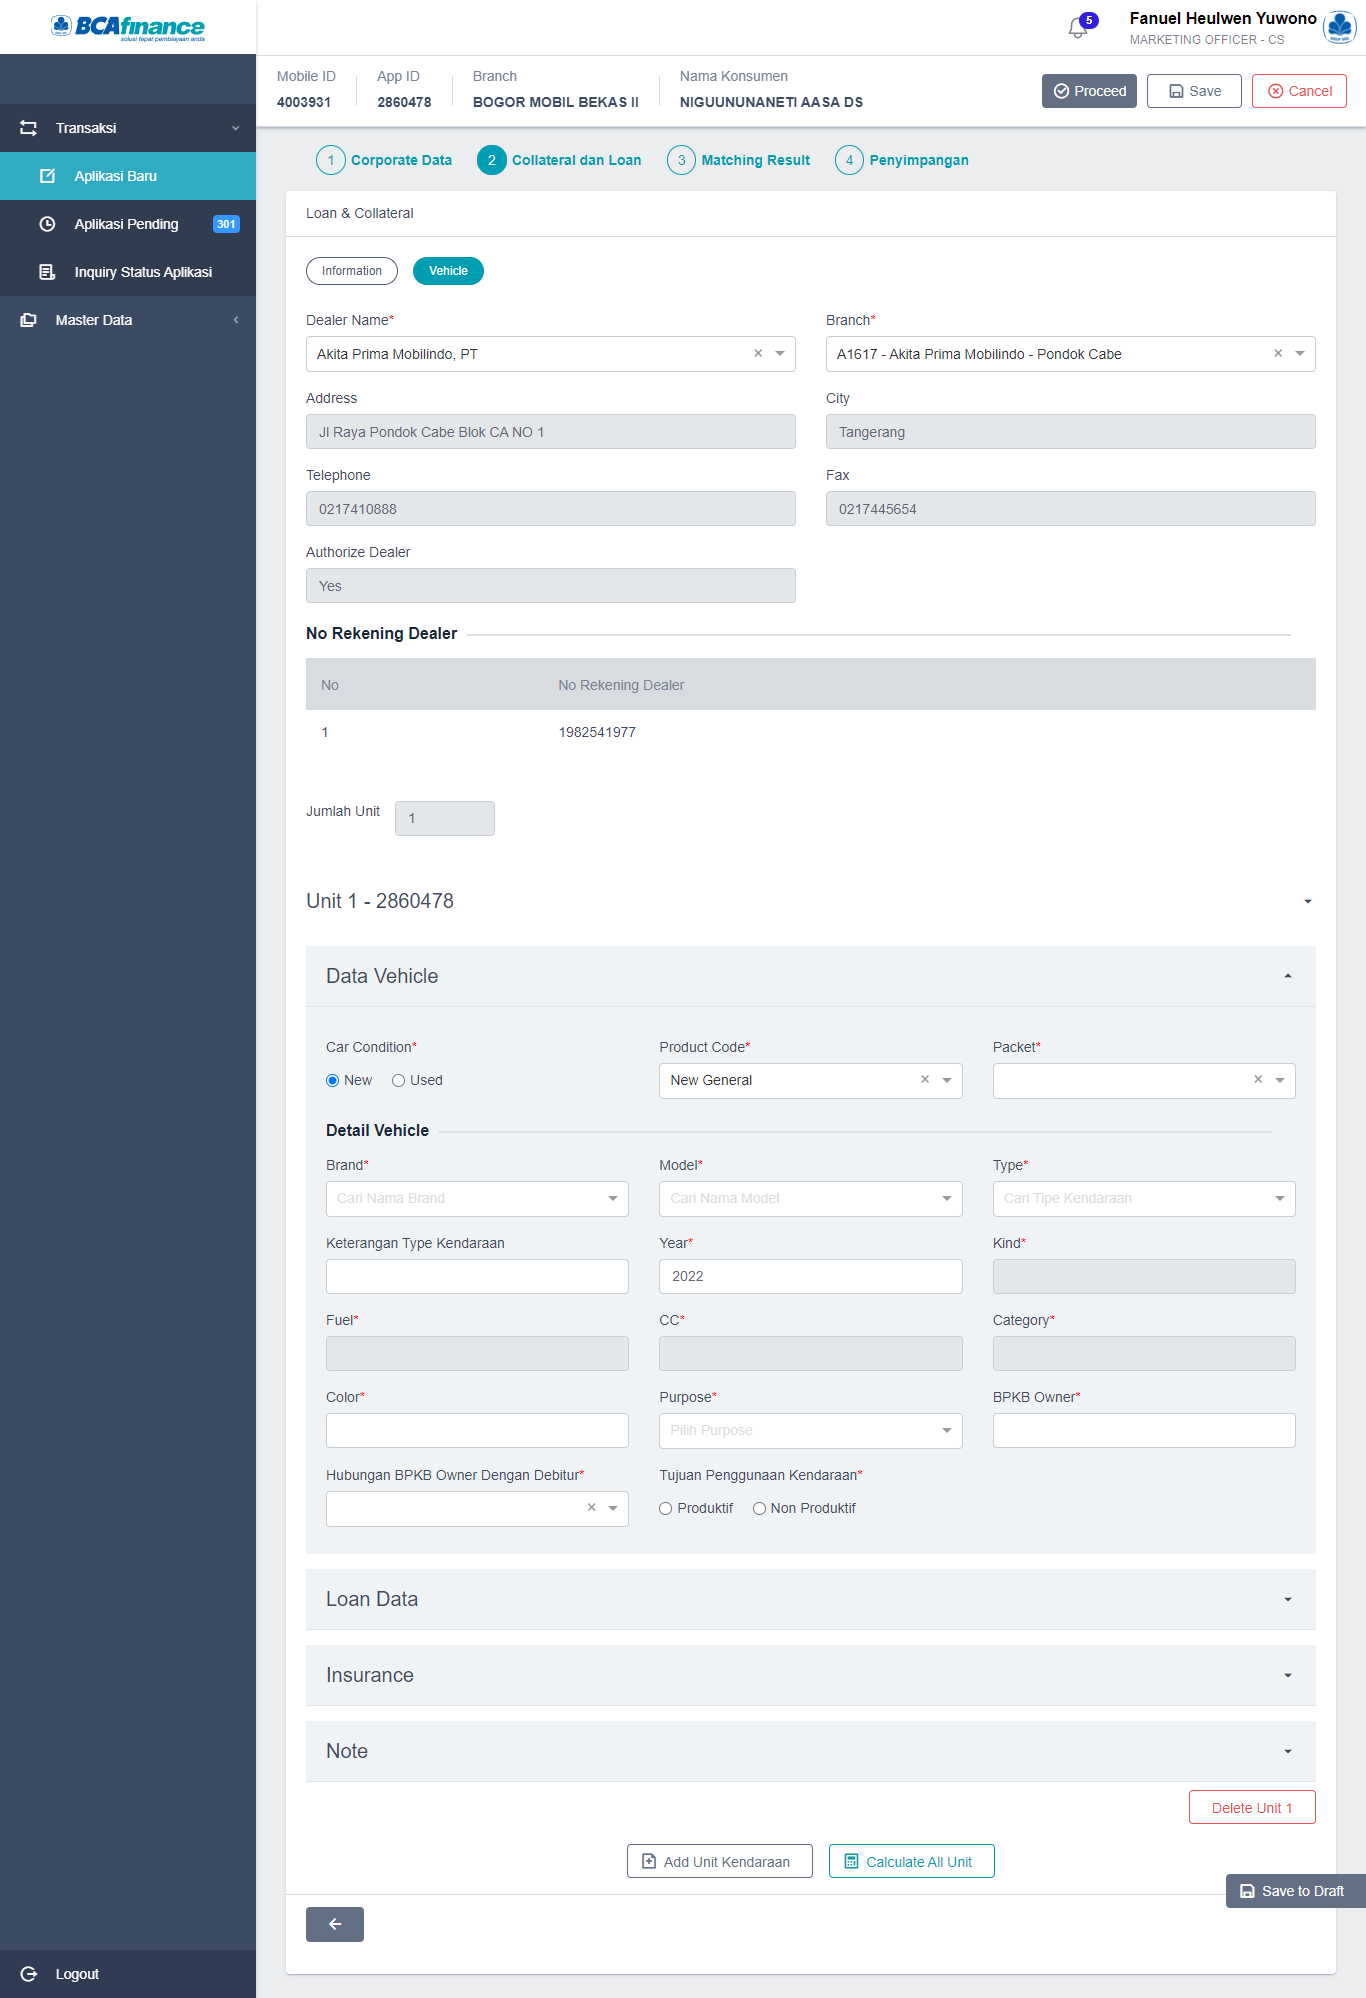 BCAfinance
solusi tepat pembiayaan anda
5
Fanuel Heulwen Yuwono
MARKETING OFFICER - CS
Mobile ID
4003931
App ID
2860478
Branch
BOGOR MOBIL BEKAS II
Nama Konsumen
NIGUUNUNANETI AASA DS
Proceed
Save
Cancel
Transaksi
Aplikasi Baru
Aplikasi Pending
301
Inquiry Status Aplikasi
Master Data
1 Corporate Data
2 Collateral dan Loan
3 Matching Result
4 Penyimpangan
Loan & Collateral
Information
Vehicle
Dealer Name*
Branch*
Akita Prima Mobilindo, PT
A1617 - Akita Prima Mobilindo - Pondok Cabe
Address
City
Jl Raya Pondok Cabe Blok CA NO 1
Tangerang
Telephone
Fax
0217410888
0217445654
Authorize Dealer
Yes
No Rekening Dealer
No
No Rekening Dealer
1
1982541977
Jumlah Unit
1
Unit 1 - 2860478
Data Vehicle
Car Condition*
Product Code*
Packet*
New
Used
New General
Detail Vehicle
Brand*
Model*
Type*
Cari Nama Brand
Cari Nama Model
Cari Tipe Kendaraan
Keterangan Type Kendaraan
Year*
Kind*
2022
Fuel*
CC*
Category*
Color*
Purpose*
BPKB Owner*
Pilih Purpose
Hubungan BPKB Owner Dengan Debitur*
Tujuan Penggunaan Kendaraan*
Produktif
Non Produktif
Loan Data
Insurance
Note
Delete Unit 1
Add Unit Kendaraan
Calculate All Unit
Save to Draft
Logout